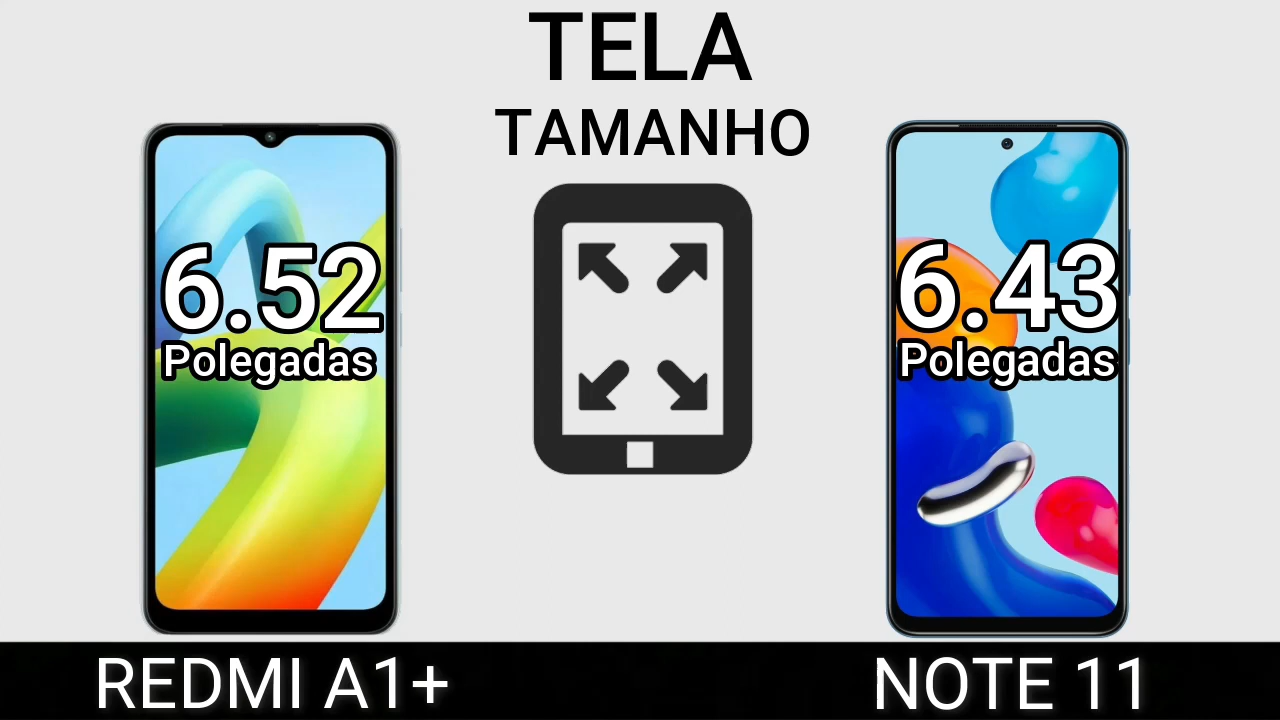 TELA
TAMANHO
6.52
Polegadas
6.43
Polegadas
REDMI A1+
NOTE 11